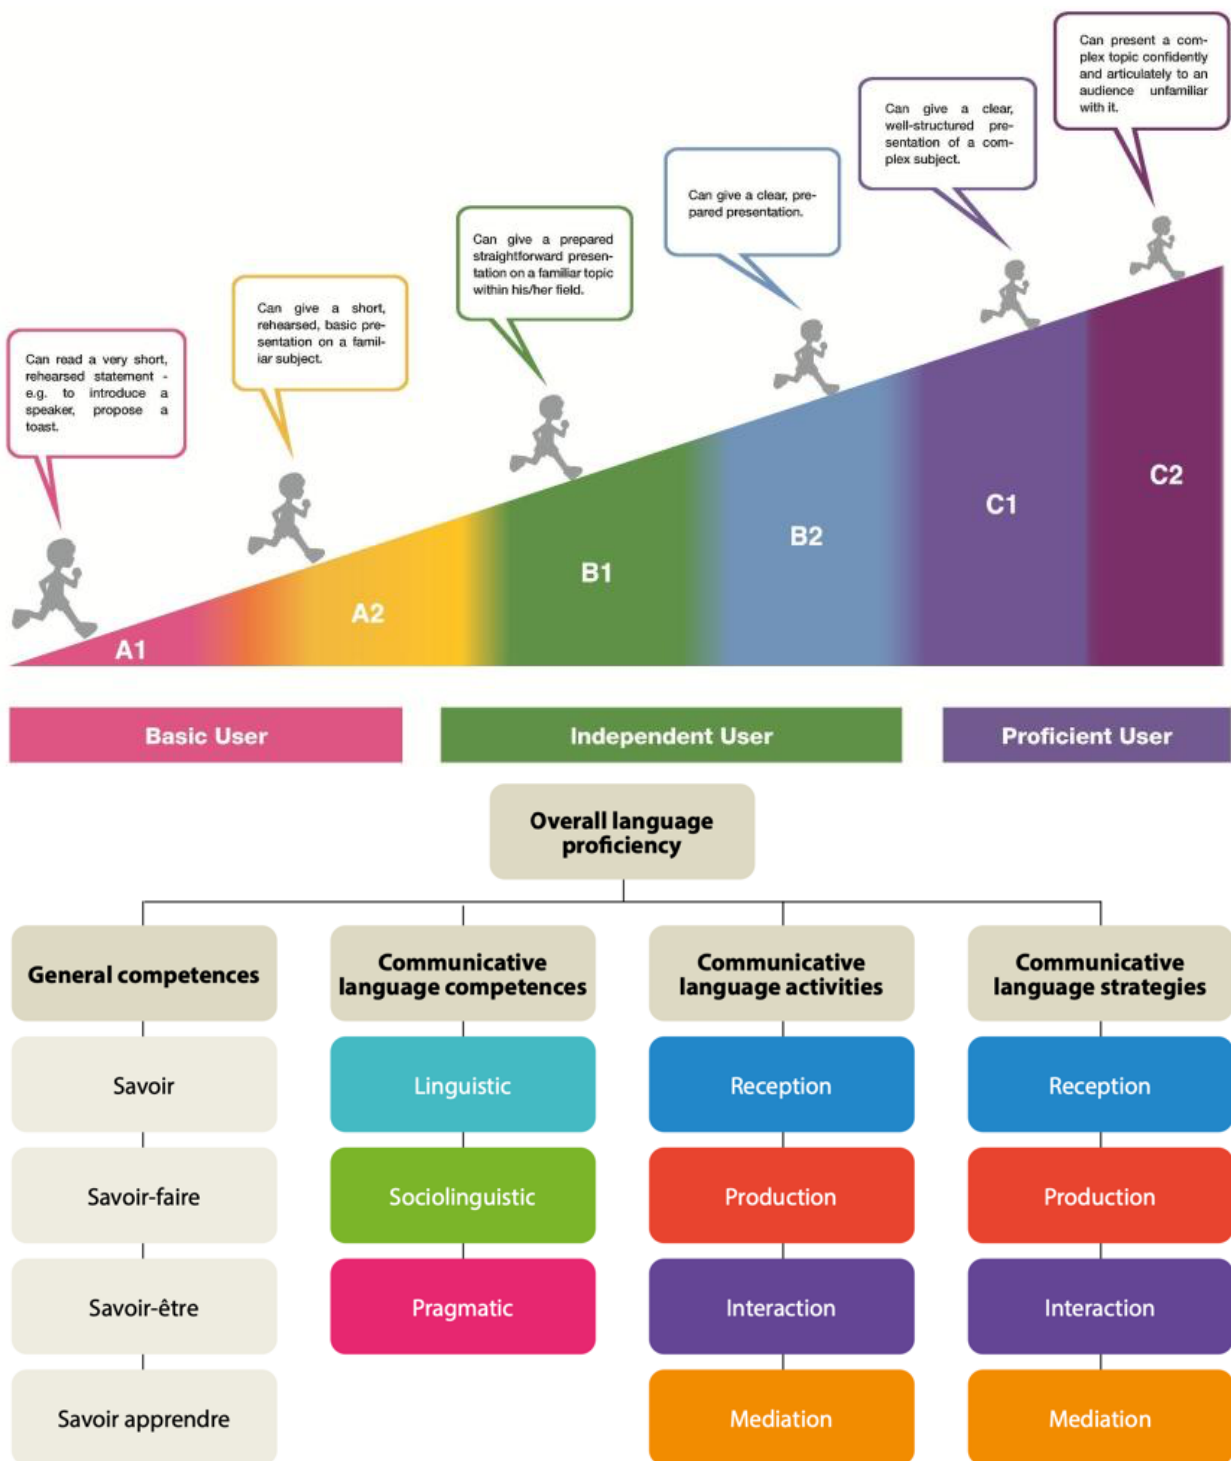 Can read a very short,
rehearsed statement -
e.g. to introduce a
speaker, propose a
toast.
Can give a short,
rehearsed, basic pre-
sentation on a famil-
iar subject.
Can give a prepared
straightforward presen-
tation on a familiar topic
within his/her field.
Can give a clear, pre-
pared presentation.
Can give a clear,
well-structured pre-
sentation of a com-
plex subject.
Can present a com-
plex topic confidently
and articulately to an
audience unfamiliar
with it.
A1
A2
B1
B2
C1
C2
Basic User
Independent User
Proficient User
Overall language
proficiency
General competences
Savoir
Savoir-faire
Savoir-être
Savoir apprendre
Communicative
language competences
Linguistic
Sociolinguistic
Pragmatic
Communicative
language activities
Reception
Production
Interaction
Mediation
Communicative
language strategies
Reception
Production
Interaction
Mediation